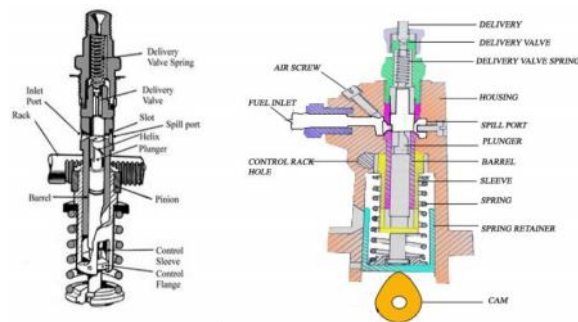 Delivery
Valve Spring
Inlet
Port
Delivery
Valve
Slot
Spill port
Rack
Helix
Plunger
Barrel
Pinion
Control
Sleeve
Control
Flange
DELIVERY
DELIVERY VALVE
DELIVERY VALVE SPRING
AIR SCREW
HOUSING
FUEL INLET
SPILL PORT
PLUNGER
CONTROL RACK
HOLE
BARREL
SLEEVE
SPRING
SPRING RETAINER
CAM